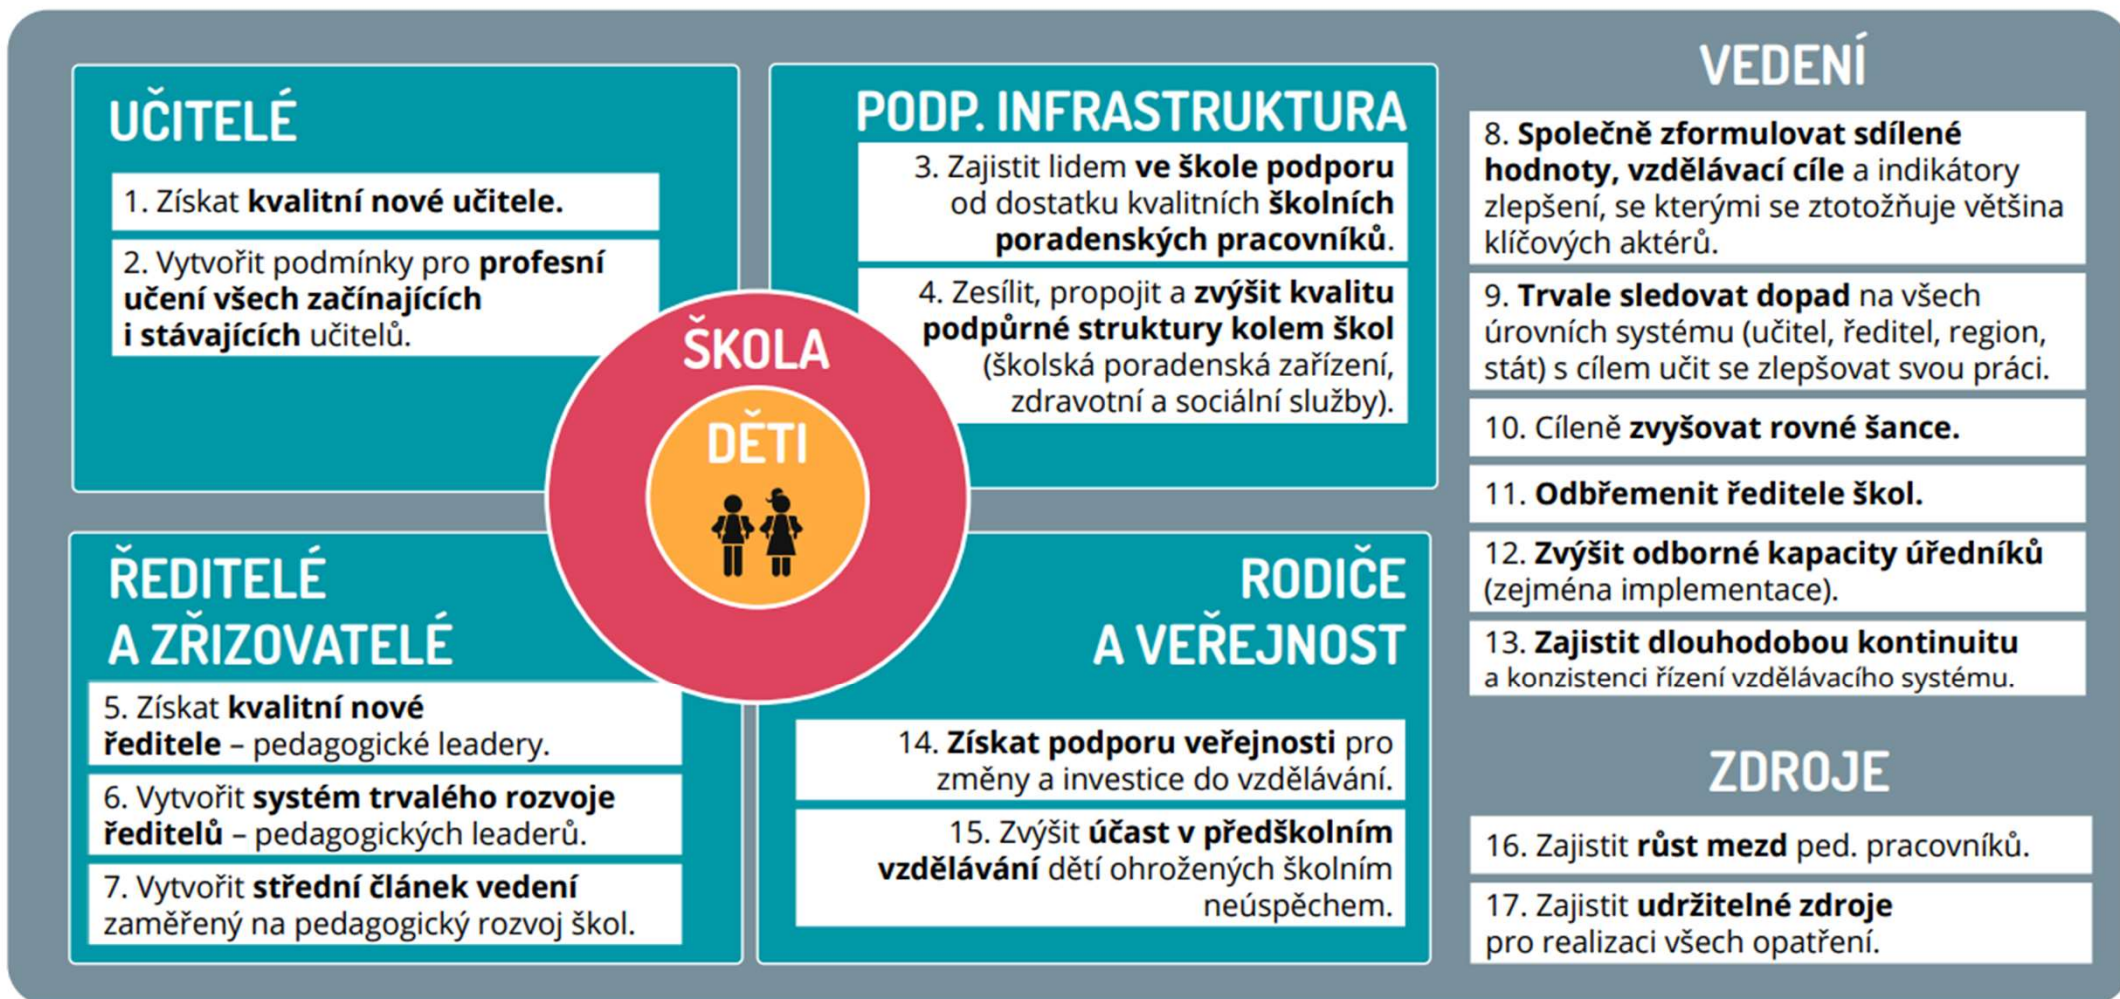 UČITELÉ
1. Získat kvalitní nové učitele.
2. Vytvořit podmínky pro profesní
učení všech začínajících
i stávajících učitelů.
PODP. INFRASTRUKTURA
3. Zajistit lidem ve škole podporu
od dostatku kvalitních školních
poradenských pracovníků.
4. Zesílit, propojit a zvýšit kvalitu
podpůrné struktury kolem škol
(školská poradenská zařízení,
zdravotní a sociální služby).
ŠKOLA
DĚTI
ŘEDITELÉ
A ZŘIZOVATELÉ
5. Získat kvalitní nové
ředitele – pedagogické leadery.
6. Vytvořit systém trvalého rozvoje
ředitelů – pedagogických leaderů.
7. Vytvořit střední článek vedení
zaměřený na pedagogický rozvoj škol.
RODIČE
A VEŘEJNOST
14. Získat podporu veřejnosti pro
změny a investice do vzdělávání.
15. Zvýšit účast v předškolním
vzdělávání dětí ohrožených školním
neúspěchem.
VEDENÍ
8. Společně zformulovat sdílené
hodnoty, vzdělávací cíle a indikátory
zlepšení, se kterými se ztotožňuje většina
klíčových aktérů.
9. Trvale sledovat dopad na všech
úrovních systému (učitel, ředitel, region,
stát) s cílem učit se zlepšovat svou práci.
10. Cíleně zvyšovat rovné šance.
11. Odbřemenit ředitele škol.
12. Zvýšit odborné kapacity úředníků
(zejména implementace).
13. Zajistit dlouhodobou kontinuitu
a konzistenci řízení vzdělávacího systému.
ZDROJE
16. Zajistit růst mezd ped. pracovníků.
17. Zajistit udržitelné zdroje
pro realizaci všech opatření.